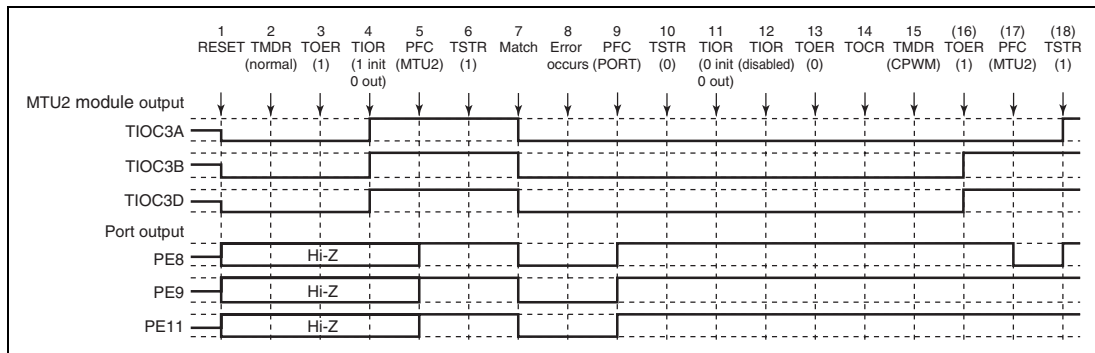 1 2 3 4 5 6 7 8 9 10 11 12 13 14 15 (16) (17) (18)
RESET TMDR TOER TIOR PFC TSTR Match Error PFC TSTR TIOR TIOR TOER TOCR TMDR TOER PFC TSTR
(normal) (1) (1 init (MTU2) (1) occurs (PORT) (0) (0 init (disabled) (0) (CPWM) (1) (MTU2) (1)
0 out) 0 out)
MTU2 module output
TIOC3A
TIOC3B
TIOC3D
Port output
PE8 Hi-Z
PE9 Hi-Z
PE11 Hi-Z